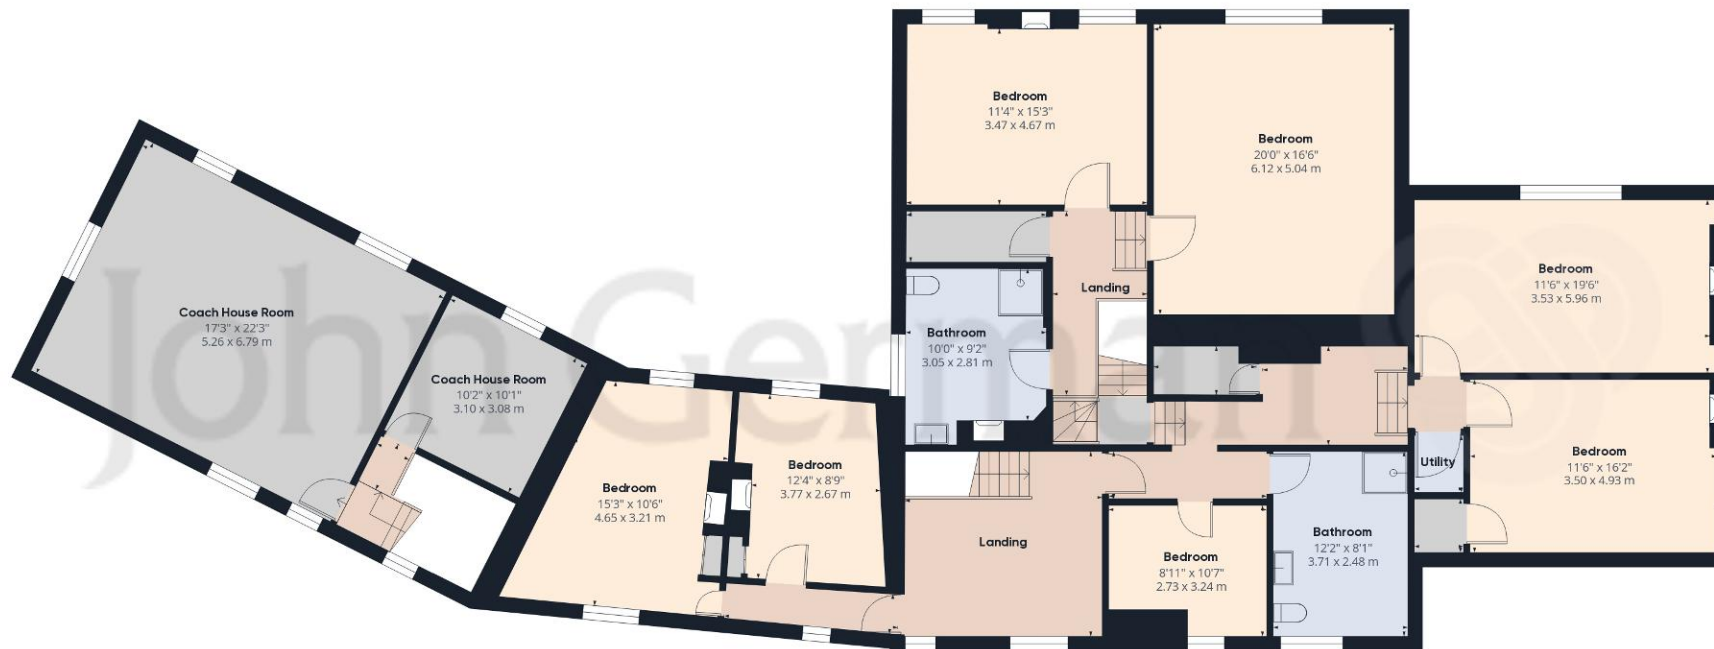 Bedroom
11'4" x 15'3"
3.47 x 4.67 m
Bedroom
20'0" x 16'6"
6.12 x 5.04 m
Bedroom
11'6" x 19'6"
3.53 x 5.96 m
Landing
Coach House Room
17'3" x 22'3"
5.26 x 6.79 m
Bathroom
10'0" x 9'2"
3.05 x 2.81 m
Coach House Room
10'2" x 10'1"
3.10 x 3.08 m
Bedroom
11'6" x 16'2"
3.50 x 4.93 m
Utility
Bedroom
12'4" x 8'9"
3.77 x 2.67 m
Bedroom
15'3" x 10'6"
4.65 x 3.21 m
Landing
Bathroom
12'2" x 8'1"
3.71 x 2.48 m
Bedroom
8'11" x 10'7"
2.73 x 3.24 m
John German